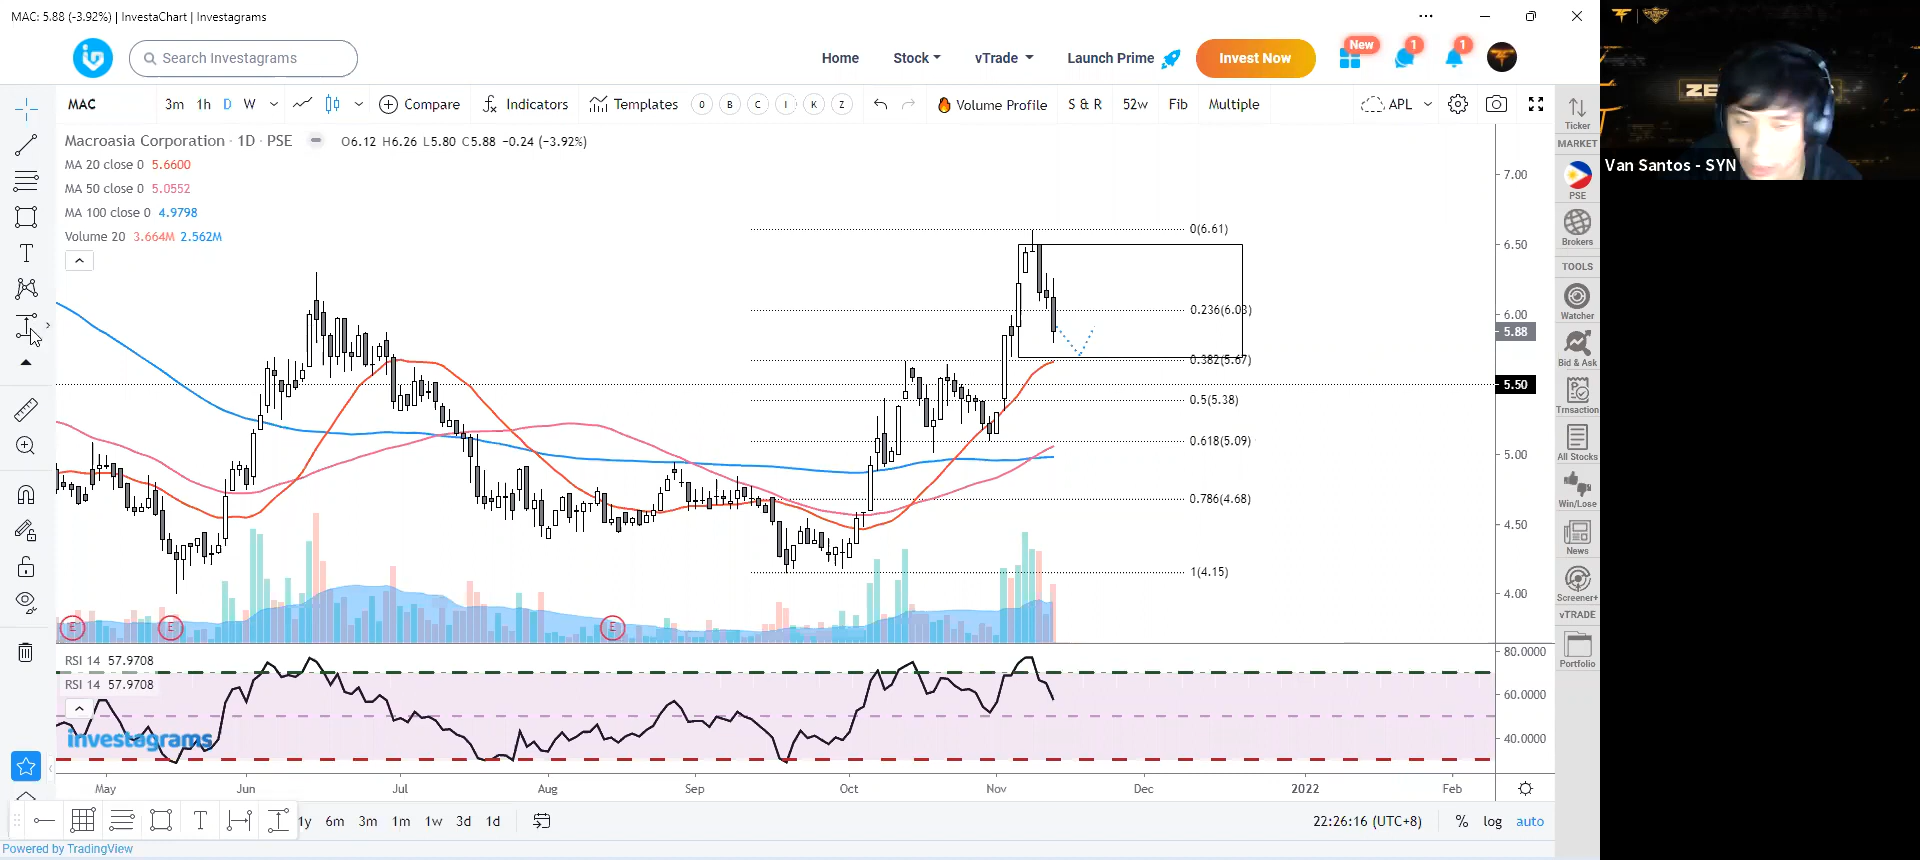 MAC: 5.88 (-3.92%) | InvestaChart | Investagrams
Search Investagrams
Home
Stock
vTrade
Launch Prime
Invest Now
New
1
1
MAC
3m
1h
D
W
Compare
Indicators
Templates
O
B
C
I
K
Z
Volume Profile
S & R
52w
Fib
Multiple
APL
Macroasia Corporation · 1D · PSE
O6.12 H6.26 L5.80 C5.88 −0.24 (−3.92%)
MA 20 close 0 5.6600
MA 50 close 0 5.0552
MA 100 close 0 4.9798
Volume 20 3.664M 2.562M
0(6.61)
0.236(6.03)
0.382(5.67)
0.5(5.38)
0.618(5.09)
0.786(4.68)
1(4.15)
7.00
6.50
6.00
5.88
5.50
5.00
4.50
4.00
E
E
E
RSI 14 57.9708
RSI 14 57.9708
investagrams
80.0000
60.0000
40.0000
May
Jun
Jul
Aug
Sep
Oct
Nov
Dec
2022
Feb
T
T
1y
6m
3m
1m
1w
3d
1d
22:26:16 (UTC+8)
%
log
auto
Powered by TradingView
Ticker
MARKET
PSE
Brokers
TOOLS
Watcher
Bid & Ask
Trnsaction
All Stocks
Win/Lose
News
Screener+
vTRADE
Portfolio
ZE
Van Santos - SYN